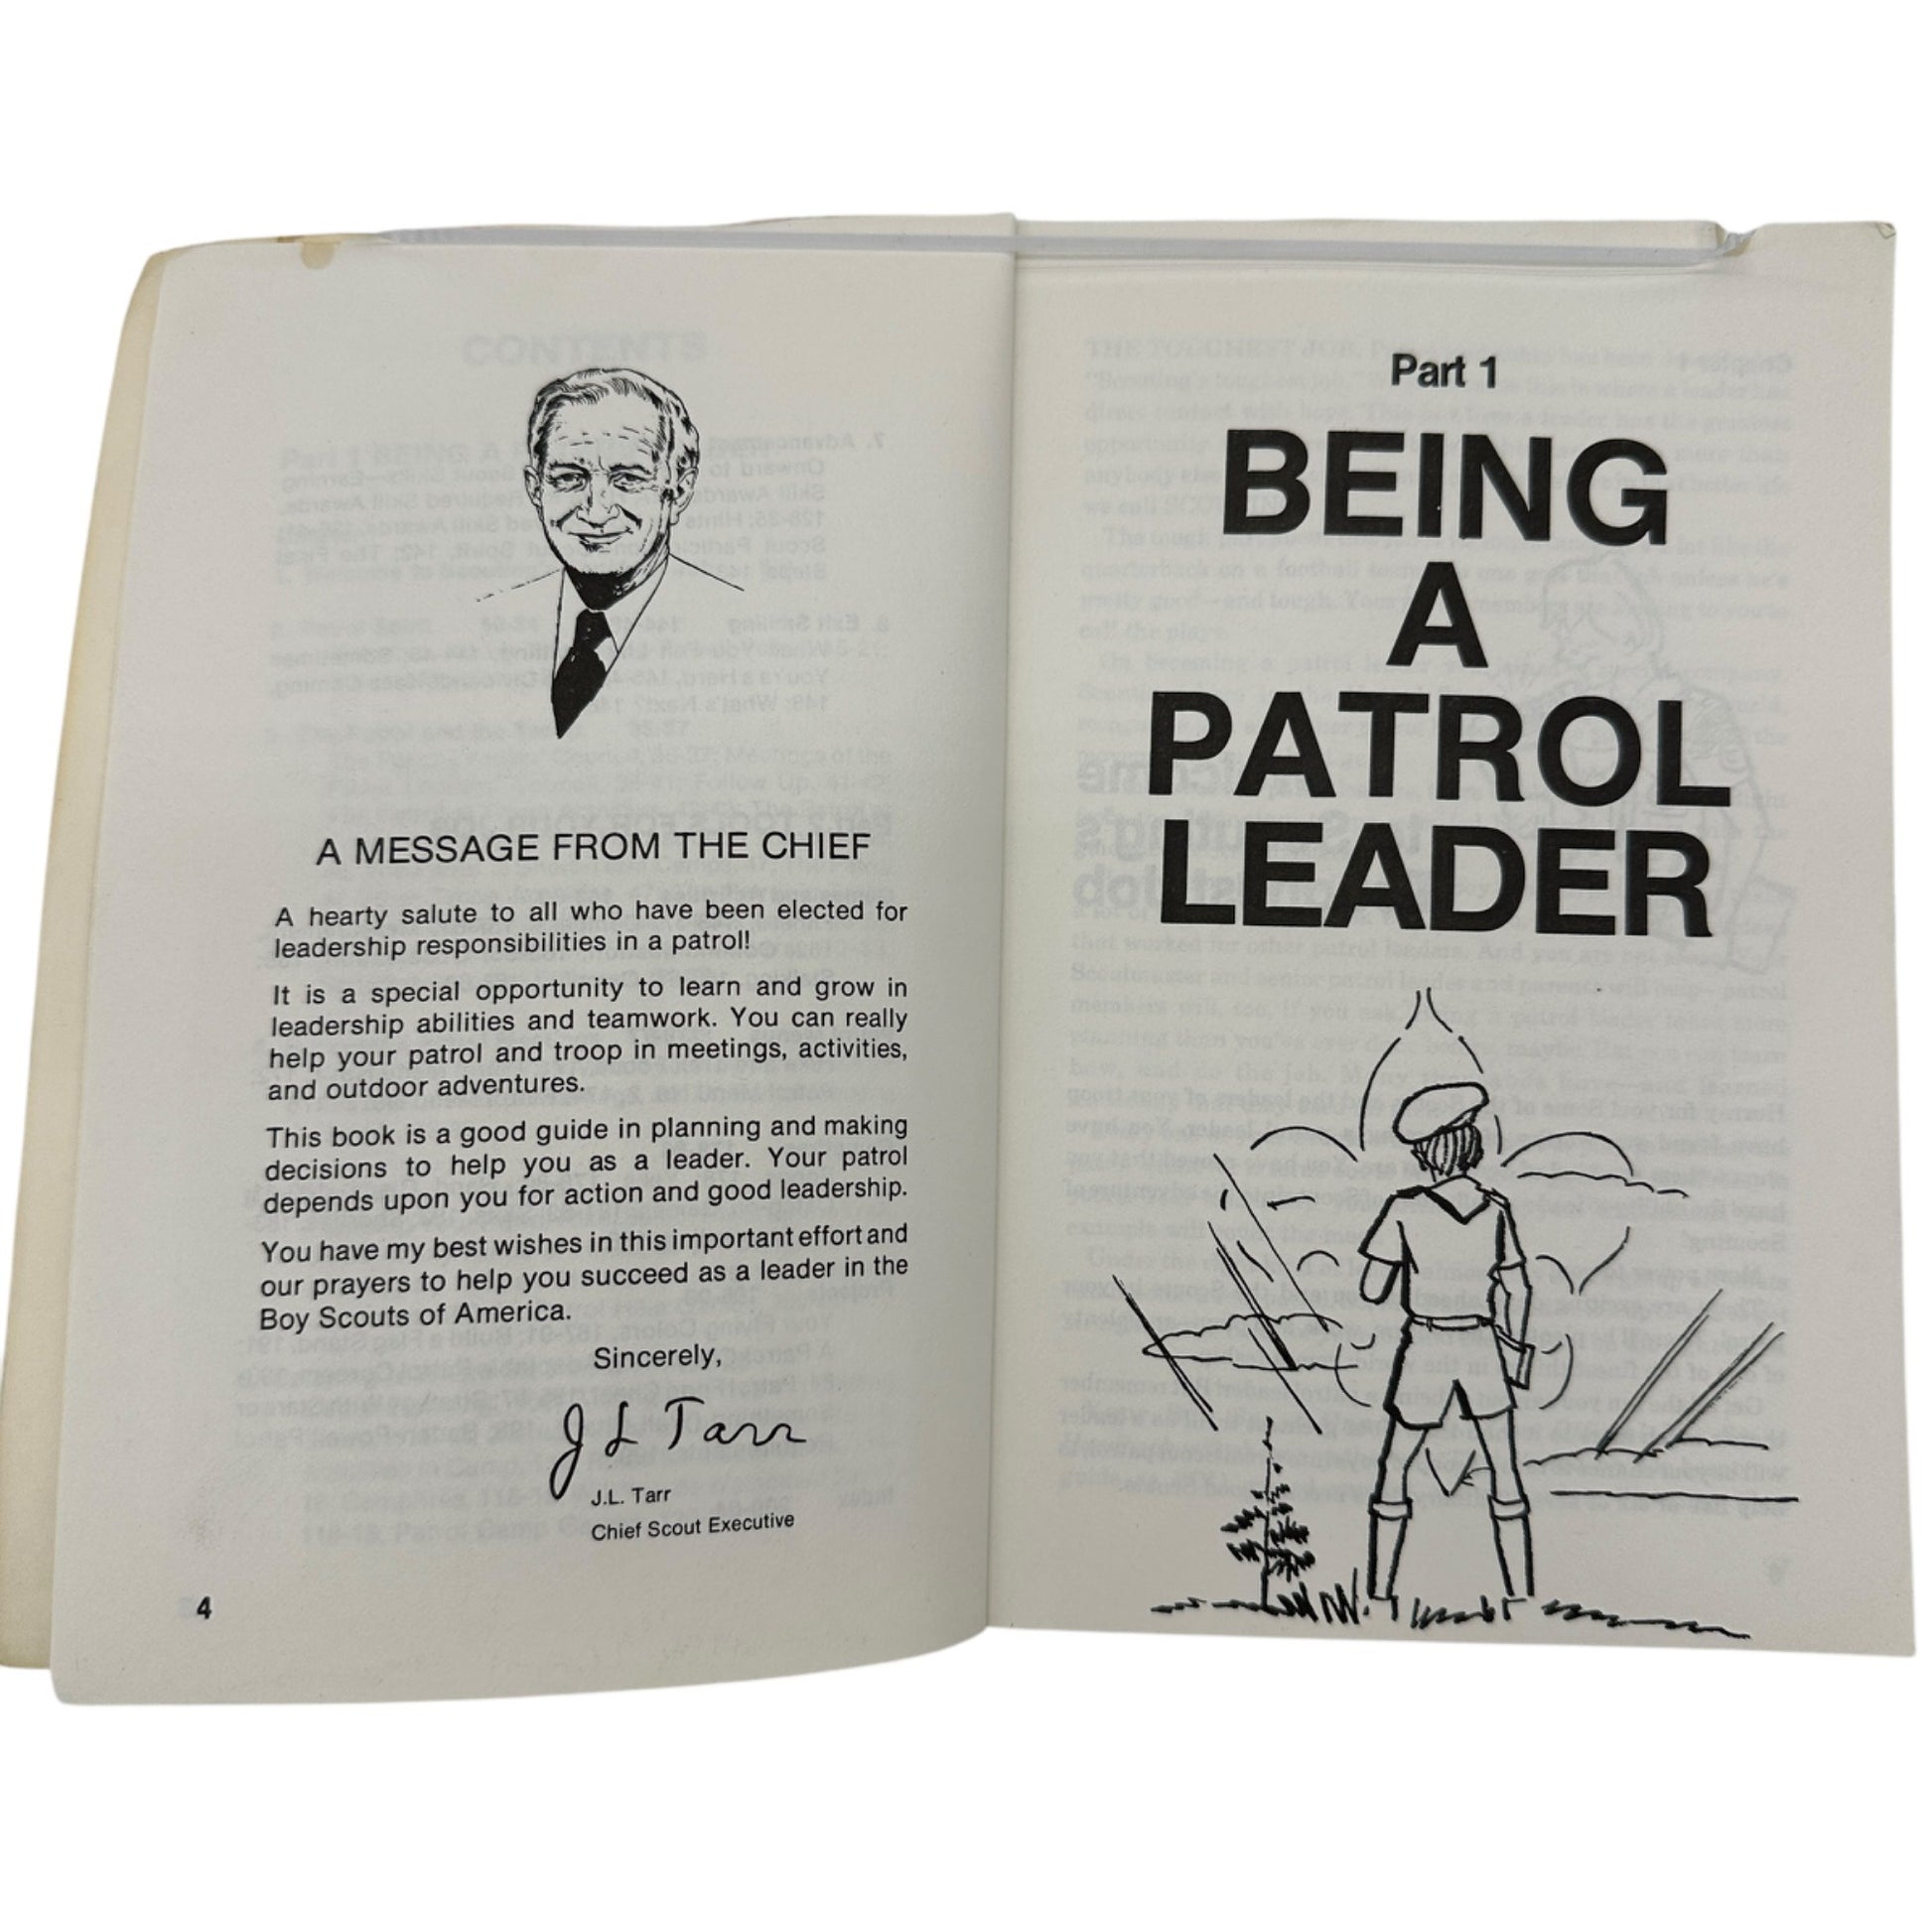 A MESSAGE FROM THE CHIEF
A hearty salute to all who have been elected for
leadership responsibilities in a patrol!
It is a special opportunity to learn and grow in
leadership abilities and teamwork. You can really
help your patrol and troop in meetings, activities,
and outdoor adventures.
This book is a good guide in planning and making
decisions to help you as a leader. Your patrol
depends upon you for action and good leadership.
You have my best wishes in this important effort and
our prayers to help you succeed as a leader in the
Boy Scouts of America.
Sincerely,
J L Tarr
J.L. Tarr
Chief Scout Executive
4
Part 1
BEING
A
PATROL
LEADER